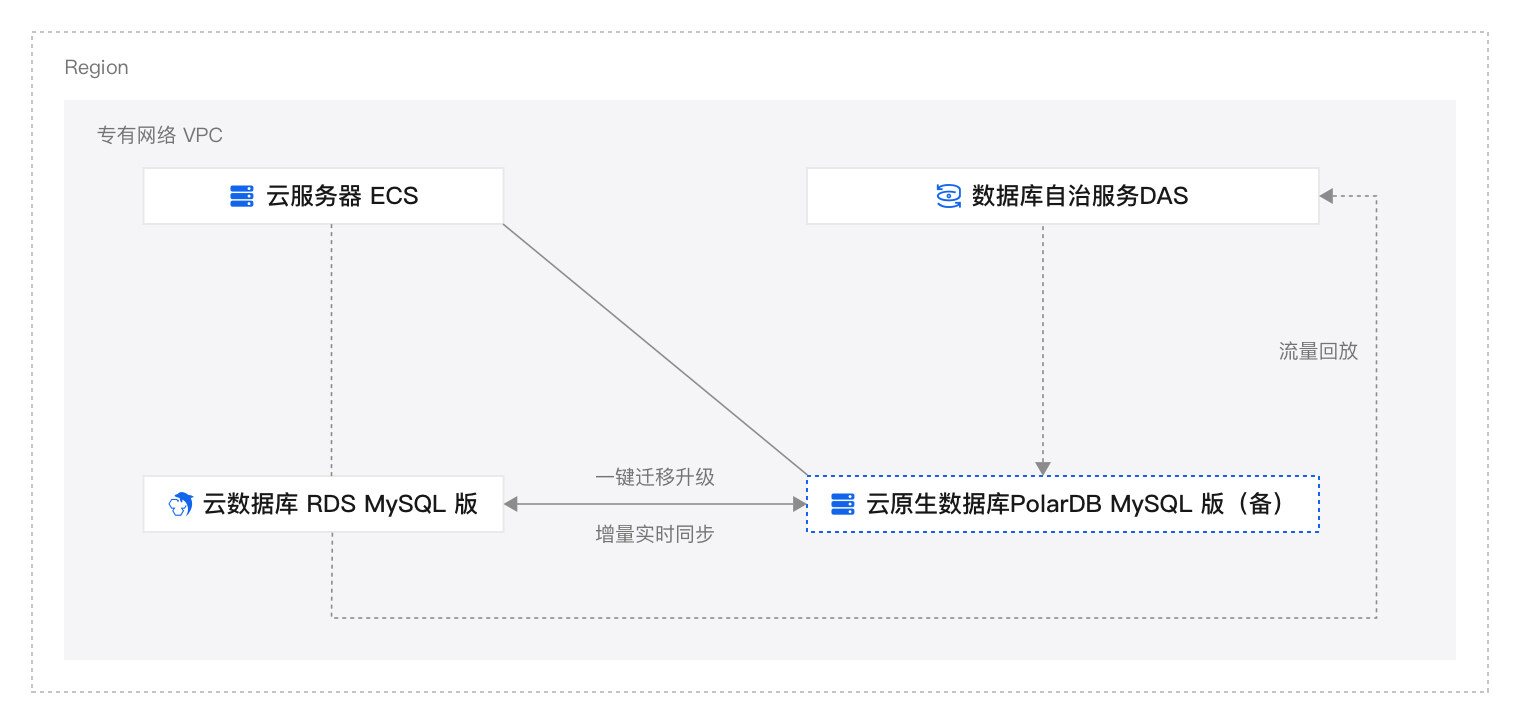 Region
专有网络 VPC
云服务器 ECS
数据库自治服务DAS
流量回放
一键迁移升级
云数据库 RDS MySQL 版
云原生数据库PolarDB MySQL 版（备）
增量实时同步